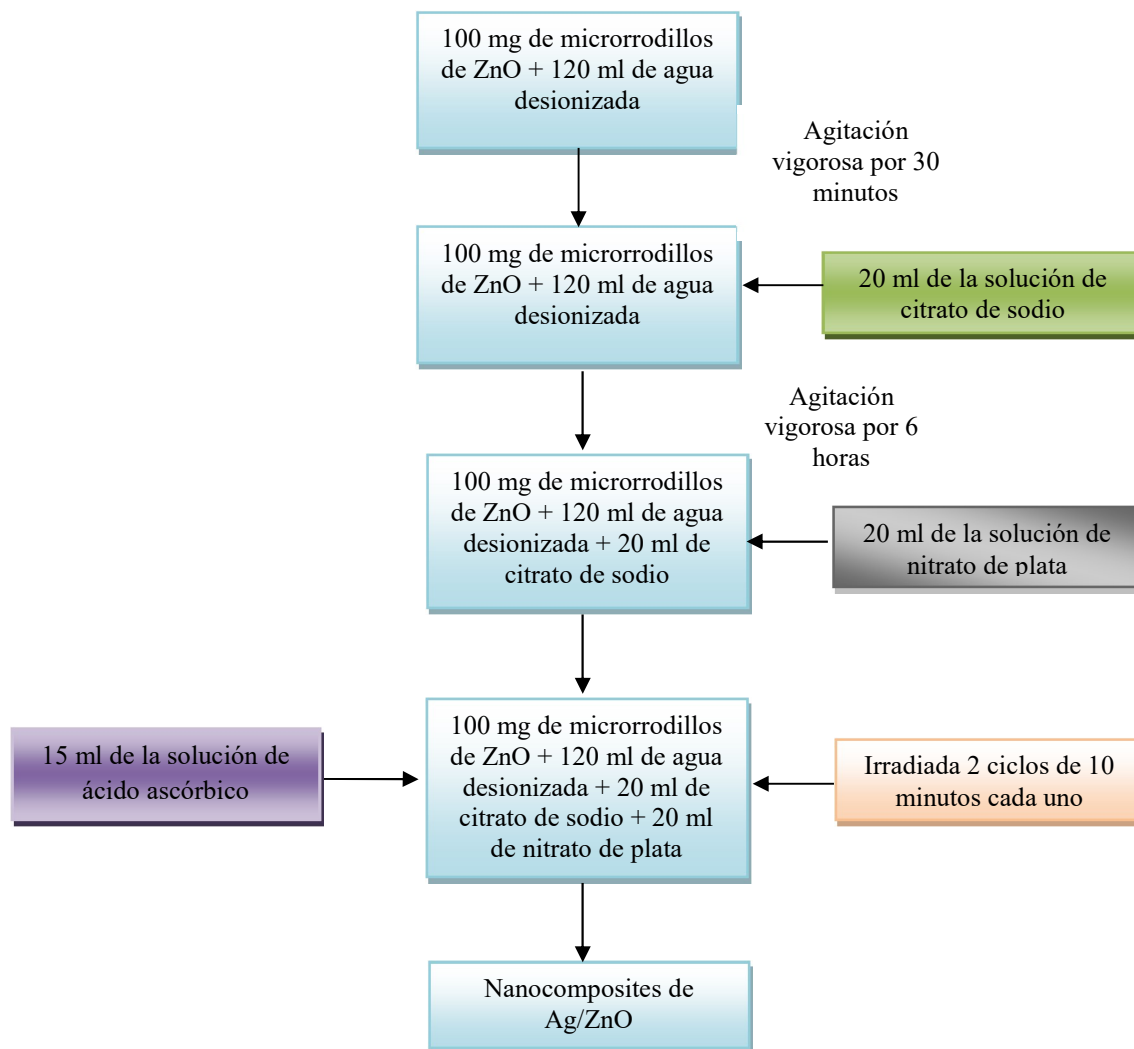 100 mg de microrrodillos
de ZnO + 120 ml de agua
desionizada
Agitación
vigorosa por 30
minutos
100 mg de microrrodillos
de ZnO + 120 ml de agua
desionizada
20 ml de la solución de
citrato de sodio
Agitación
vigorosa por 6
horas
100 mg de microrrodillos
de ZnO + 120 ml de agua
desionizada + 20 ml de
citrato de sodio
20 ml de la solución de
nitrato de plata
15 ml de la solución de
ácido ascórbico
100 mg de microrrodillos
de ZnO + 120 ml de agua
desionizada + 20 ml de
citrato de sodio + 20 ml
de nitrato de plata
Irradiada 2 ciclos de 10
minutos cada uno
Nanocomposites de
Ag/ZnO